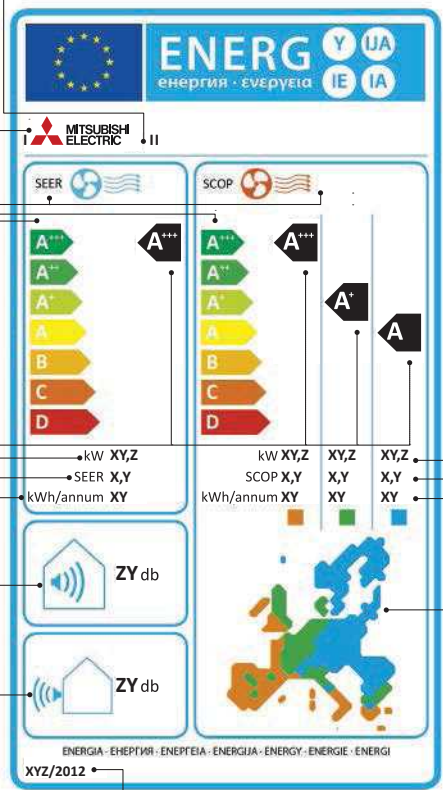 ENERG Y IJA
енергия · ενεργεια IE IA
I MITSUBISHI ELECTRIC II
SEER
SCOP
A+++ A+++ A+++ A+++
A++ A++
A+ A+ A+
A A A
B B
C C
D D
kW XY,Z kW XY,Z XY,Z XY,Z
SEER X,Y SCOP X,Y X,Y X,Y
kWh/annum XY kWh/annum XY XY XY
ZY db
ZY db
ENERGIA · ЕНЕРГИЯ · ΕΝΕΡΓΕΙΑ · ENERGIJA · ENERGY · ENERGIE · ENERGI
XYZ/2012